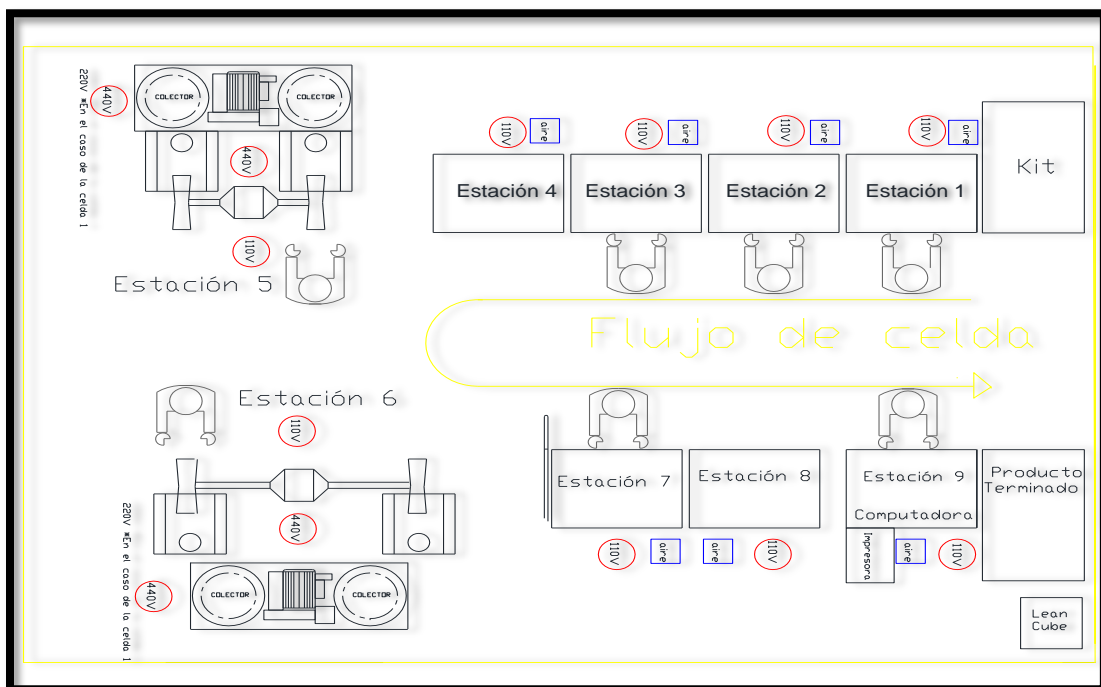 220V *En el caso de la celda 1
440V
COLECTOR
COLECTOR
440V
110V
Estación 5
110V
aire
110V
aire
110V
aire
110V
aire
Estación 4
Estación 3
Estación 2
Estación 1
Kit
Flujo de celda
Estación 6
110V
440V
220V *En el caso de la celda 1
440V
COLECTOR
COLECTOR
Estación 7
Estación 8
Estación 9
Computadora
Producto
Terminado
110V
aire
aire
110V
Inpresora
aire
110V
Lean
Cube